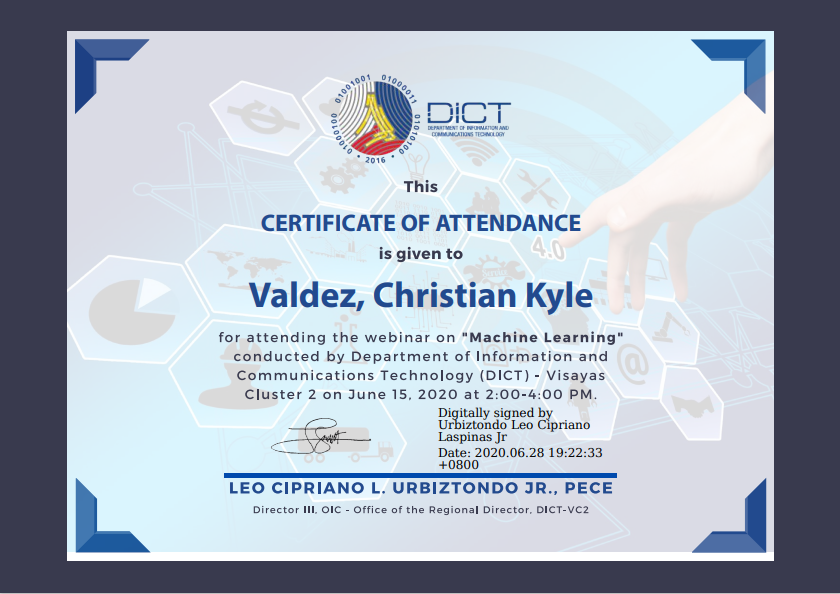 01001001 01000011
01000100
01010100
• 2016 •
DICT
DEPARTMENT OF INFORMATION AND
COMMUNICATIONS TECHNOLOGY
This
CERTIFICATE OF ATTENDANCE
is given to
4.0
Valdez, Christian Kyle
for attending the webinar on "Machine Learning"
conducted by Department of Information and
Communications Technology (DICT) - Visayas
Cluster 2 on June 15, 2020 at 2:00-4:00 PM.
@
Digitally signed by
Urbiztondo Leo Cipriano
Laspinas Jr
Date: 2020.06.28 19:22:33
+0800
LEO CIPRIANO L. URBIZTONDO JR., PECE
Director III, OIC - Office of the Regional Director, DICT-VC2